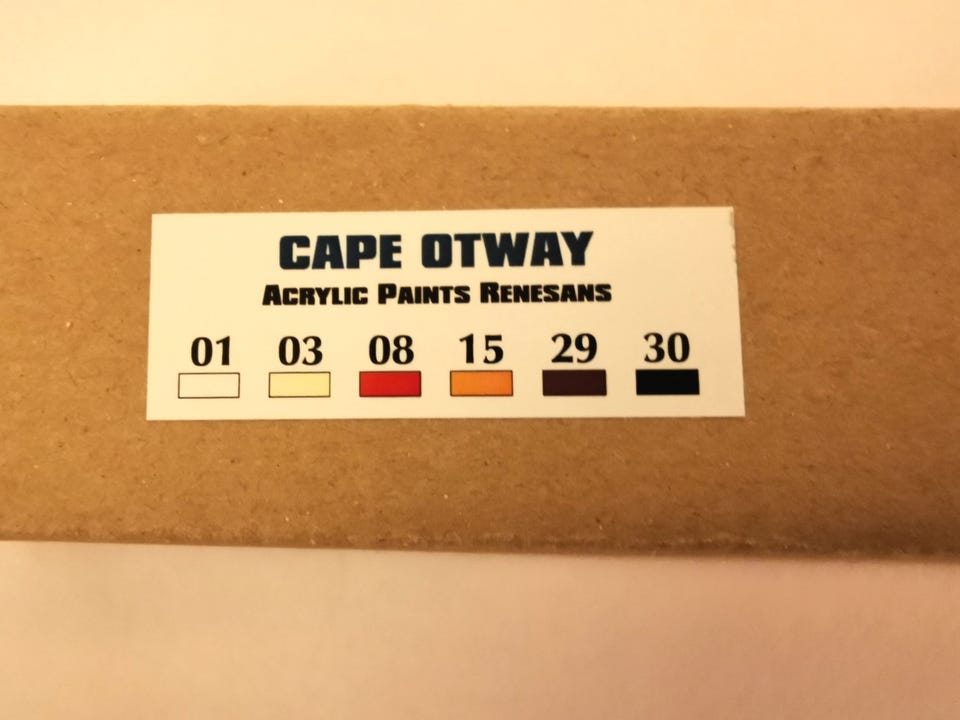 CAPE OTWAY
ACRYLIC PAINTS RENESANS
01 03 08 15 29 30